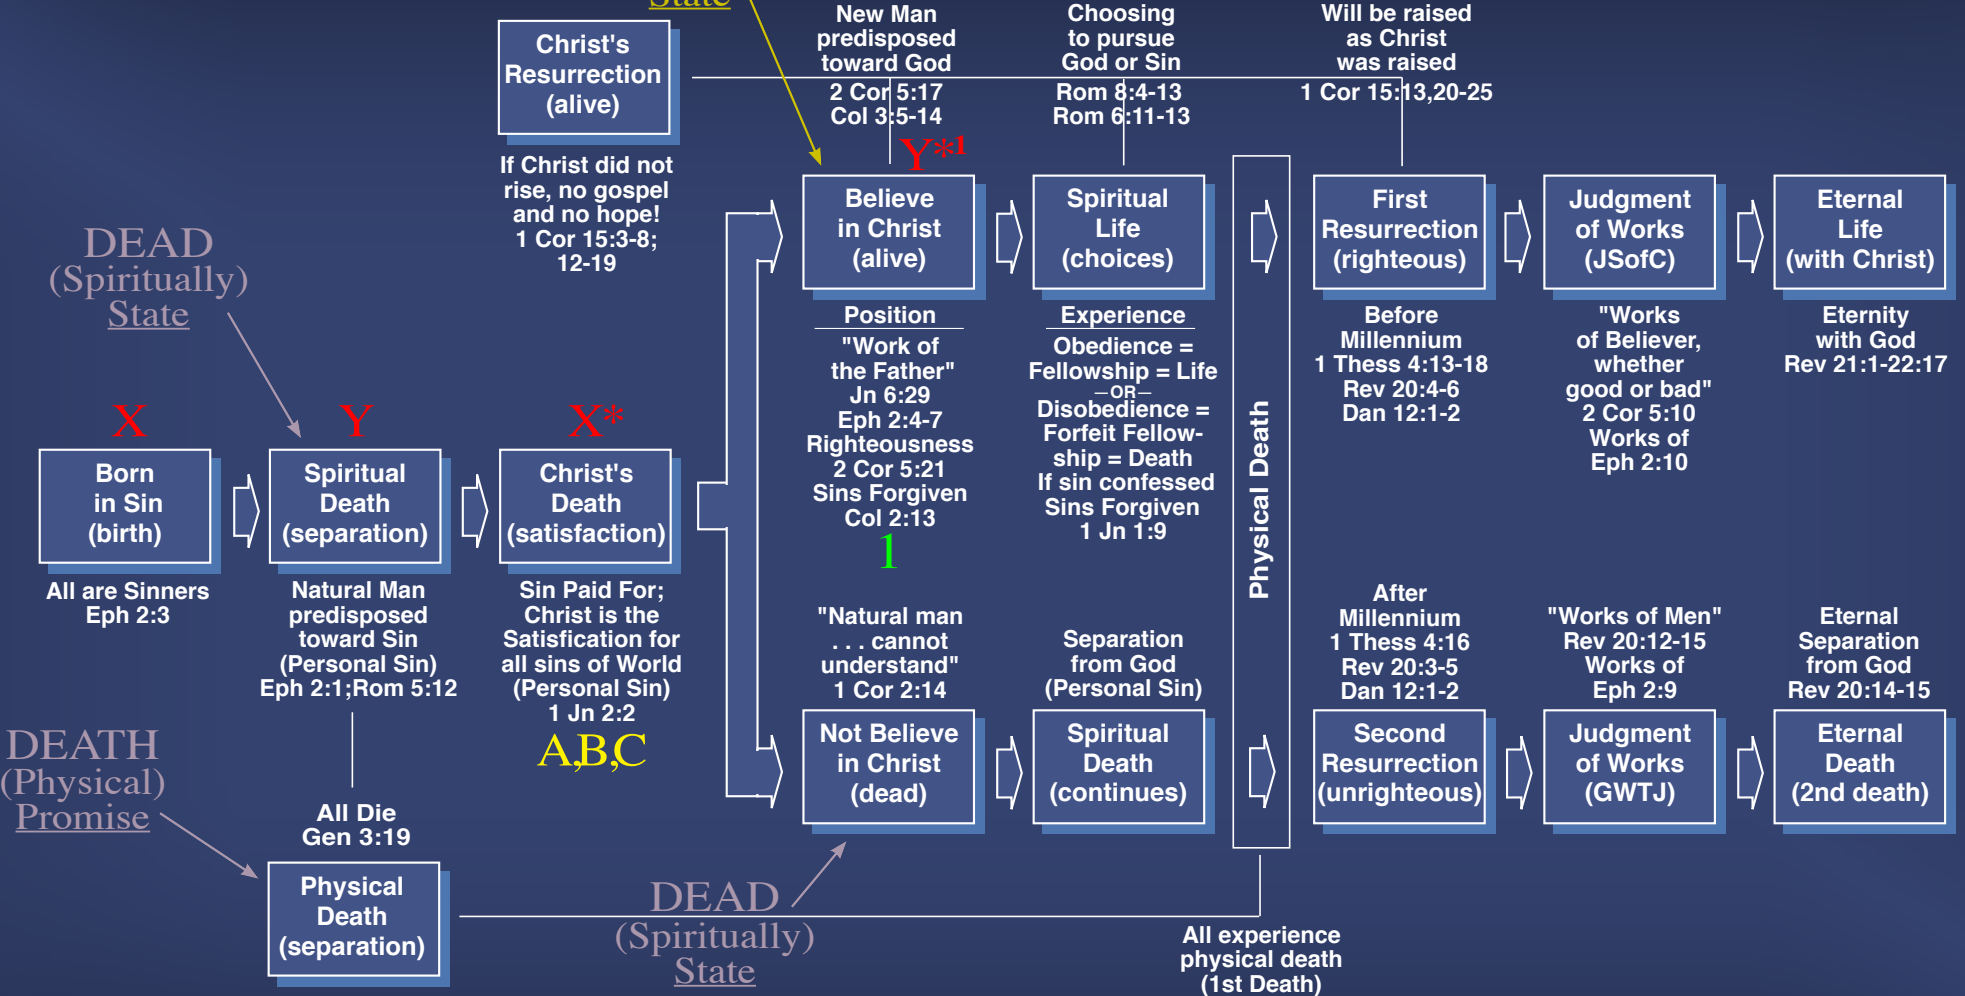 State
New Man
predisposed
toward God
2 Cor 5:17
Col 3:5-14
Choosing
to pursue
God or Sin
Rom 8:4-13
Rom 6:11-13
Will be raised
as Christ
was raised
1 Cor 15:13,20-25
Christ's
Resurrection
(alive)
If Christ did not
rise, no gospel
and no hope!
1 Cor 15:3-8;
12-19
DEAD
(Spiritually)
State
Y*1
Believe
in Christ
(alive)
Spiritual
Life
(choices)
First
Resurrection
(righteous)
Judgment
of Works
(JSofC)
Eternal
Life
(with Christ)
Position
"Work of
the Father"
Jn 6:29
Eph 2:4-7
Righteousness
2 Cor 5:21
Sins Forgiven
Col 2:13
1
Experience
Obedience =
Fellowship = Life
—OR—
Disobedience =
Forfeit Fellow-
ship = Death
If sin confessed
Sins Forgiven
1 Jn 1:9
Physical Death
Before
Millennium
1 Thess 4:13-18
Rev 20:4-6
Dan 12:1-2
"Works
of Believer,
whether
good or bad"
2 Cor 5:10
Works of
Eph 2:10
Eternity
with God
Rev 21:1-22:17
X
Born
in Sin
(birth)
All are Sinners
Eph 2:3
Y
Spiritual
Death
(separation)
Natural Man
predisposed
toward Sin
(Personal Sin)
Eph 2:1;Rom 5:12
X*
Christ's
Death
(satisfaction)
Sin Paid For;
Christ is the
Satisfication for
all sins of World
(Personal Sin)
1 Jn 2:2
A,B,C
"Natural man
. . . cannot
understand"
1 Cor 2:14
Separation
from God
(Personal Sin)
After
Millennium
1 Thess 4:16
Rev 20:3-5
Dan 12:1-2
"Works of Men"
Rev 20:12-15
Works of
Eph 2:9
Eternal
Separation
from God
Rev 20:14-15
Not Believe
in Christ
(dead)
Spiritual
Death
(continues)
Second
Resurrection
(unrighteous)
Judgment
of Works
(GWTJ)
Eternal
Death
(2nd death)
DEATH
(Physical)
Promise
All Die
Gen 3:19
Physical
Death
(separation)
DEAD
(Spiritually)
State
All experience
physical death
(1st Death)